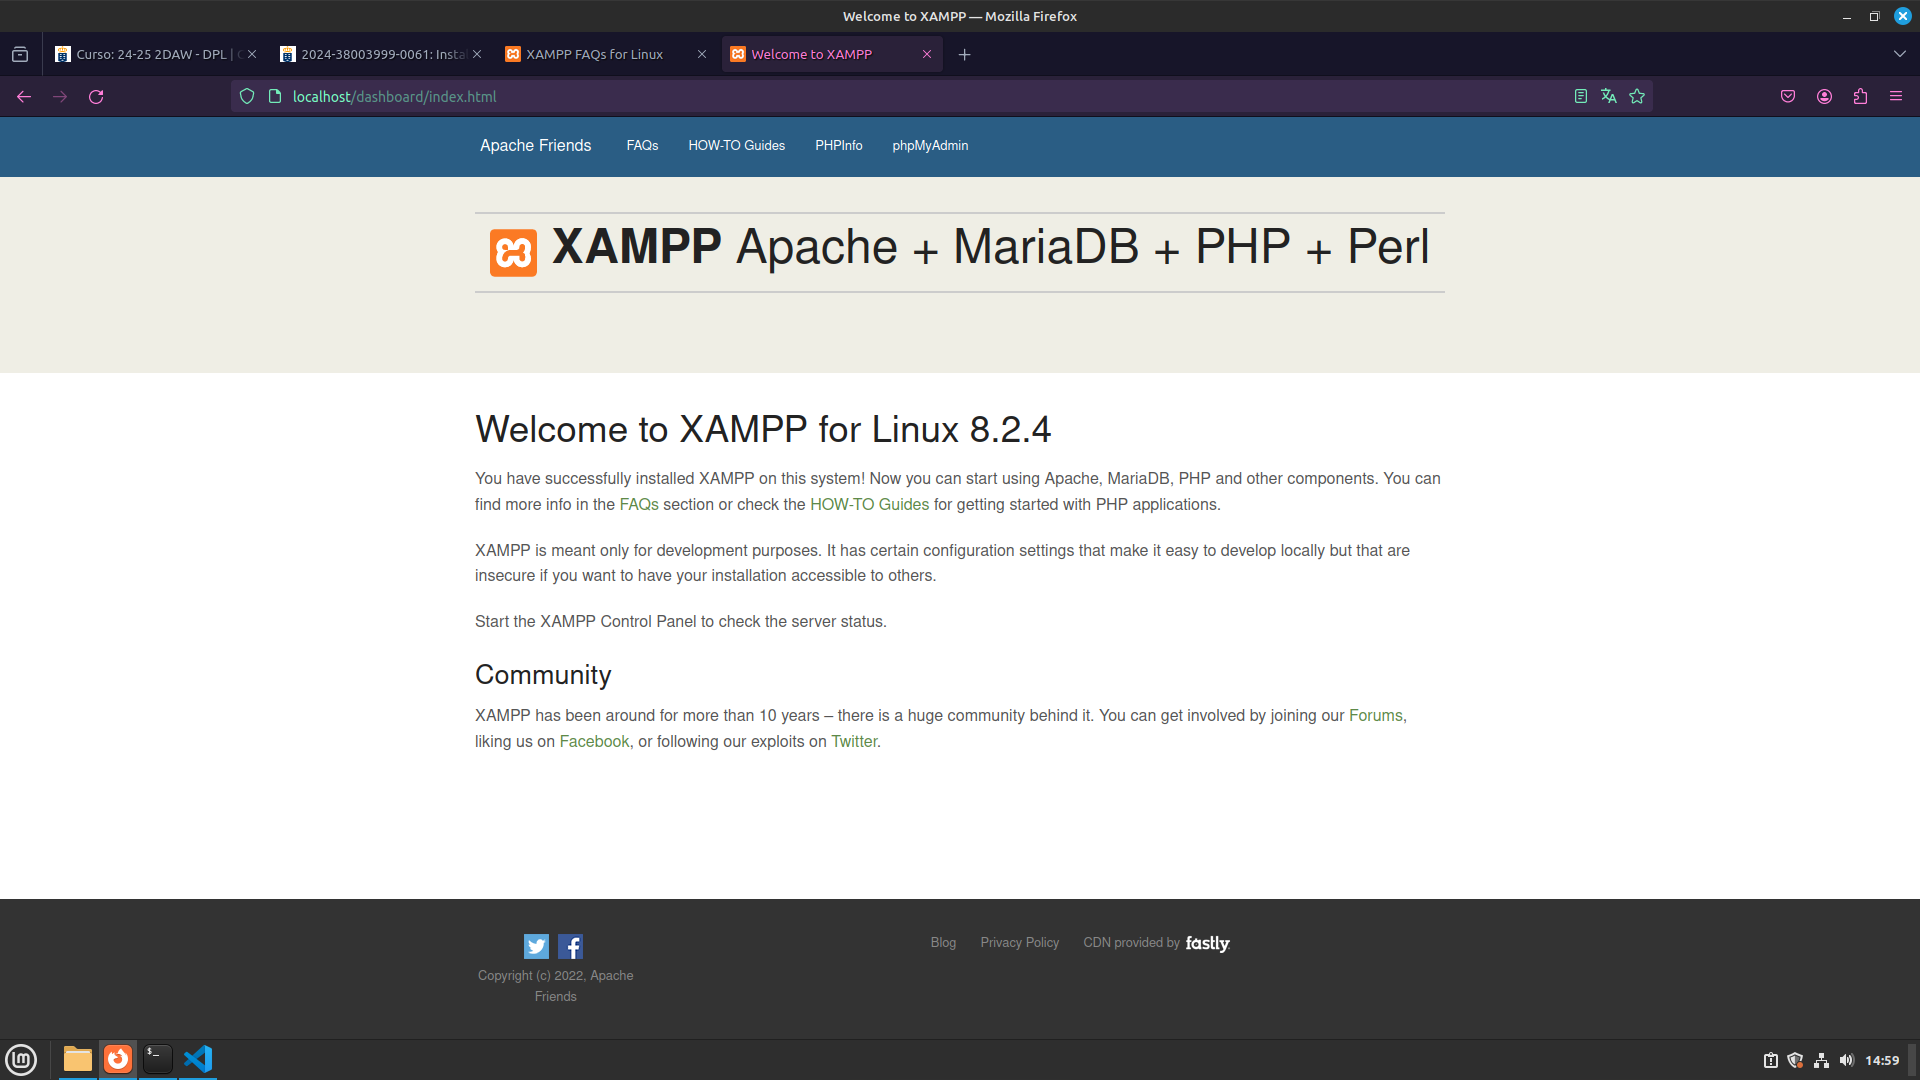 Welcome to XAMPP — Mozilla Firefox
Curso: 24-25 2DAW - DPL |
2024-38003999-0061: Insta
XAMPP FAQs for Linux
Welcome to XAMPP
localhost/dashboard/index.html
Apache Friends FAQs HOW-TO Guides PHPInfo phpMyAdmin
XAMPP Apache + MariaDB + PHP + Perl
Welcome to XAMPP for Linux 8.2.4
You have successfully installed XAMPP on this system! Now you can start using Apache, MariaDB, PHP and other components. You can
find more info in the FAQs section or check the HOW-TO Guides for getting started with PHP applications.
XAMPP is meant only for development purposes. It has certain configuration settings that make it easy to develop locally but that are
insecure if you want to have your installation accessible to others.
Start the XAMPP Control Panel to check the server status.
Community
XAMPP has been around for more than 10 years – there is a huge community behind it. You can get involved by joining our Forums,
liking us on Facebook, or following our exploits on Twitter.
Blog Privacy Policy CDN provided by fastly
Copyright (c) 2022, Apache
Friends
14:59